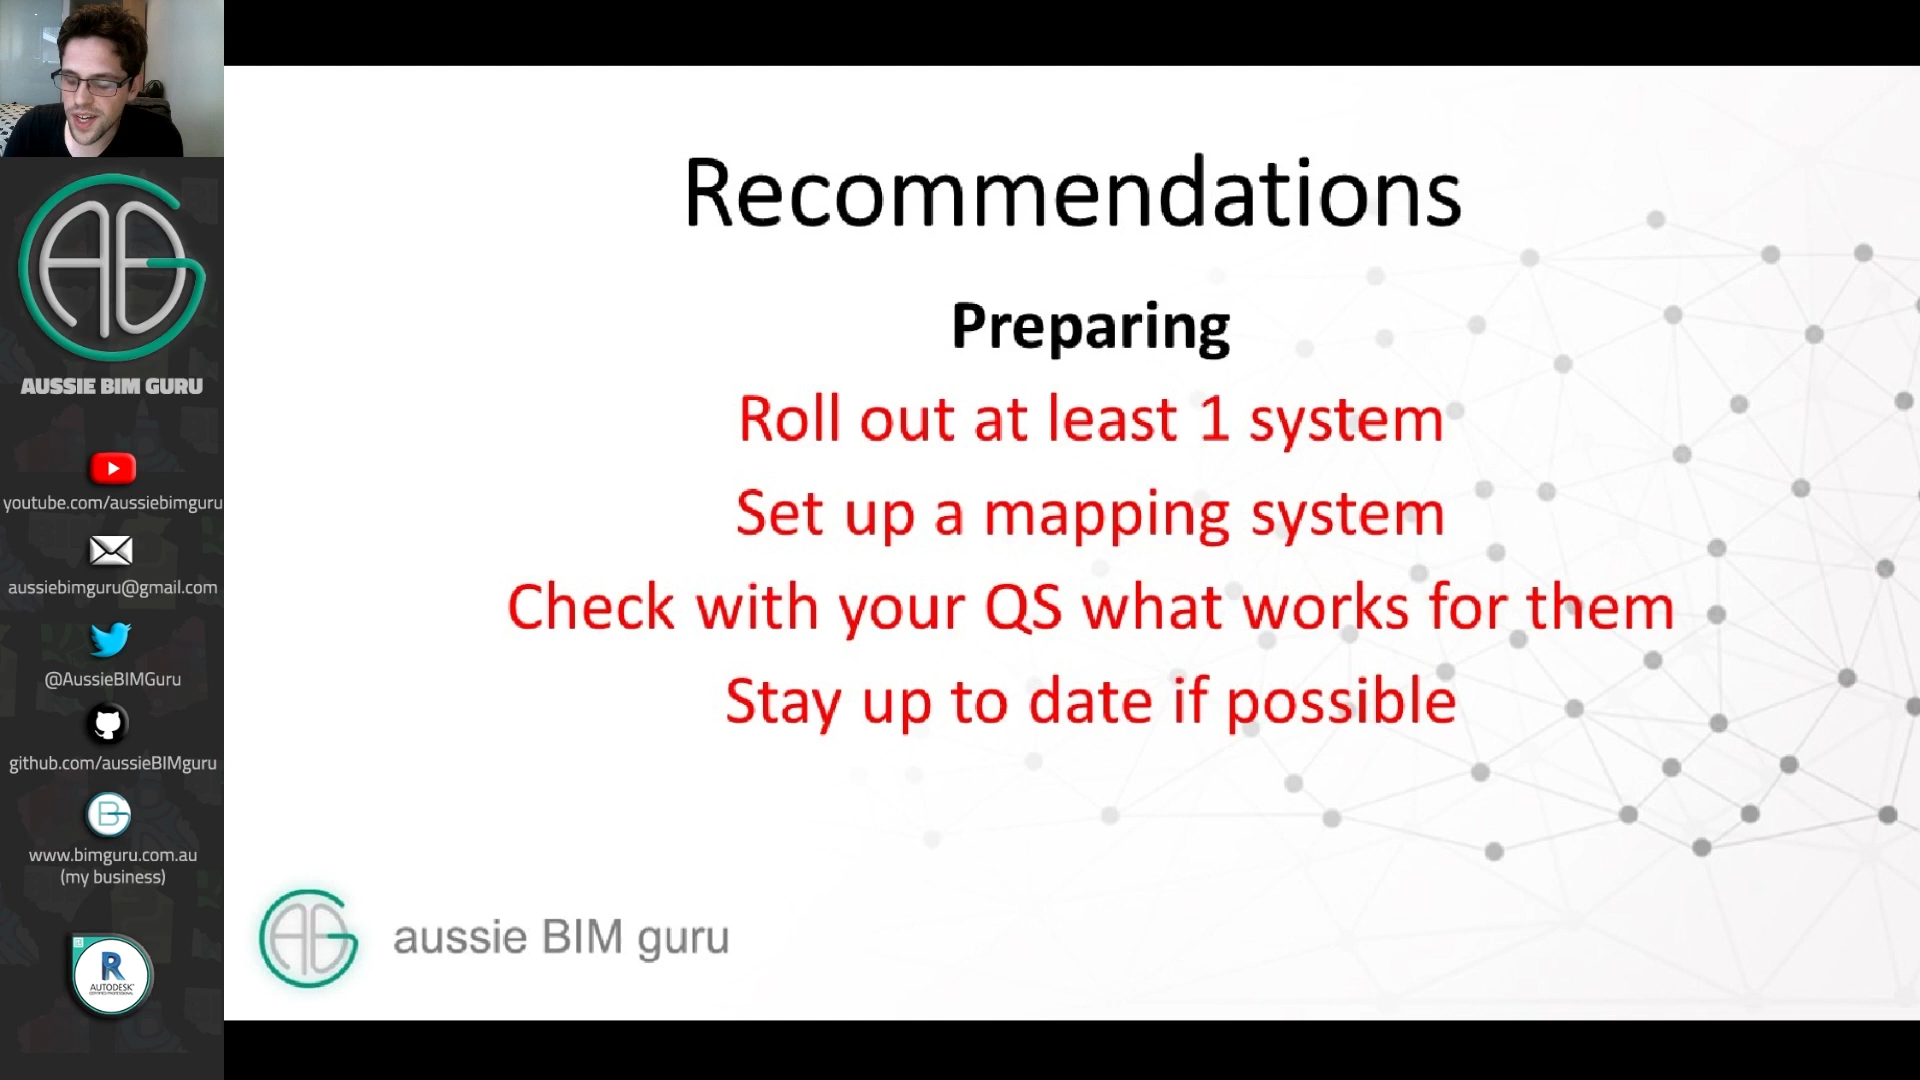 AUSSIE BIM GURU
youtube.com/aussiebimguru
aussiebimguru@gmail.com
@AussieBIMGuru
github.com/aussieBIMguru
www.bimguru.com.au
(my business)
R
AUTODESK
Recommendations
Preparing
Roll out at least 1 system
Set up a mapping system
Check with your QS what works for them
Stay up to date if possible
aussie BIM guru